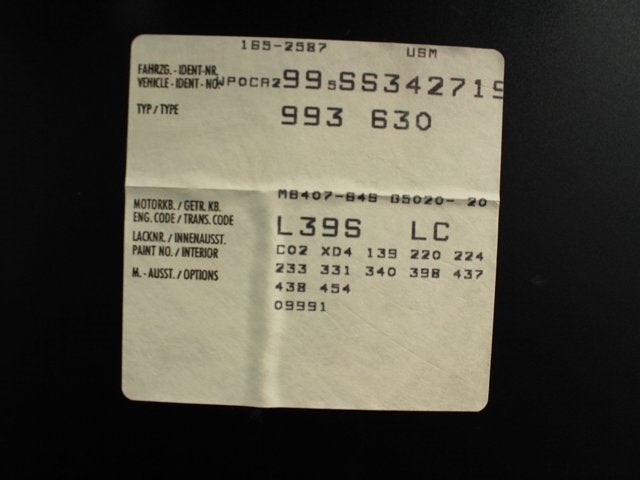 165-2587 USM
FAHRZG.-IDENT-NR.
VEHICLE-IDENT-NO. WP0CA2995SS342719
TYP / TYPE 993 630
MOTORKB. / GETR. KB. M6407-646 G5020- 20
ENG. CODE / TRANS. CODE
LACKNR. / INNENAUSST. L39S LC
PAINT NO. / INTERIOR C02 XD4 139 220 224
M.-AUSST. / OPTIONS 233 331 340 398 437
438 454
09991